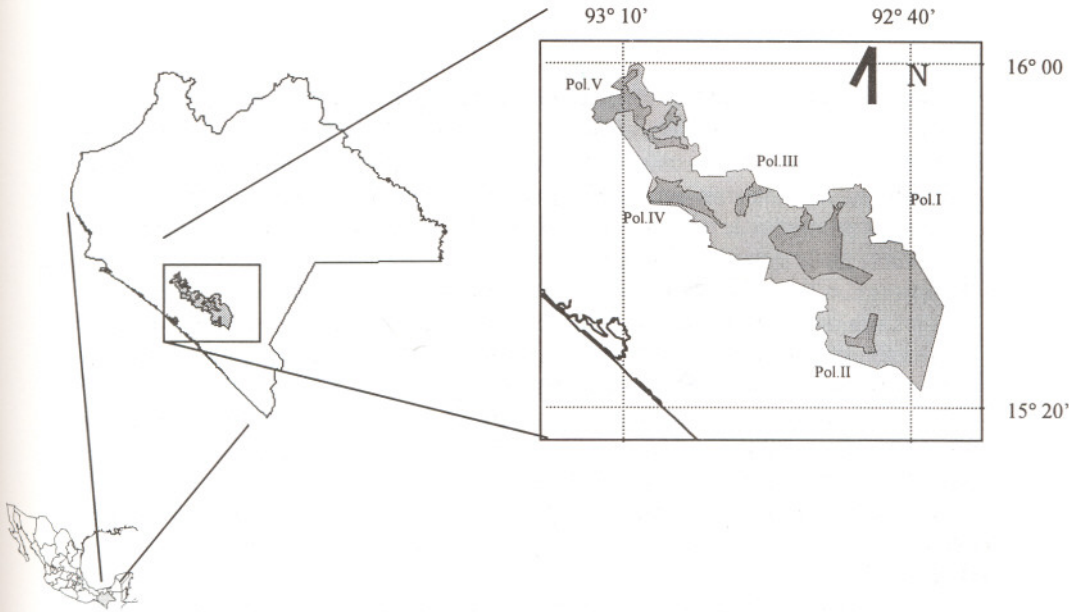 93° 10’
92° 40’
16° 00
N
Pol.V
Pol.III
Pol.I
Pol.IV
Pol.II
15° 20’